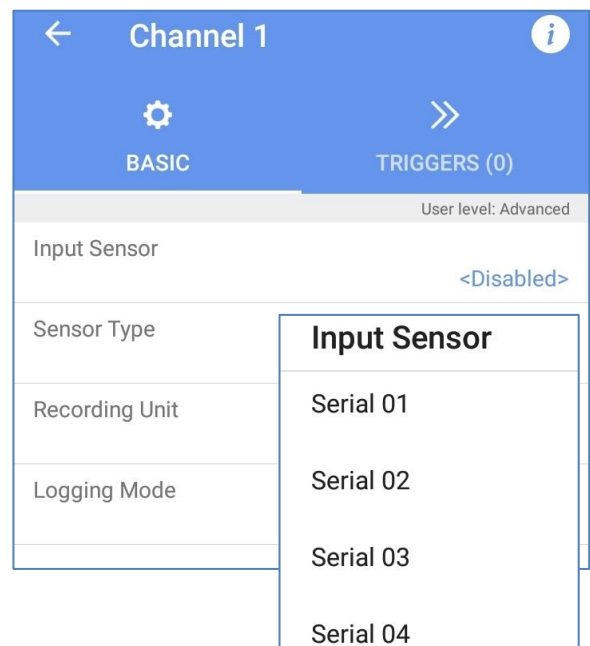 Channel 1
BASIC
TRIGGERS (0)
User level: Advanced
Input Sensor
<Disabled>
Sensor Type
Recording Unit
Logging Mode
Input Sensor
Serial 01
Serial 02
Serial 03
Serial 04